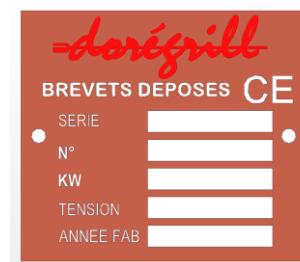 dorégrill
BREVETS DEPOSES CE
SERIE
N°
KW
TENSION
ANNEE FAB